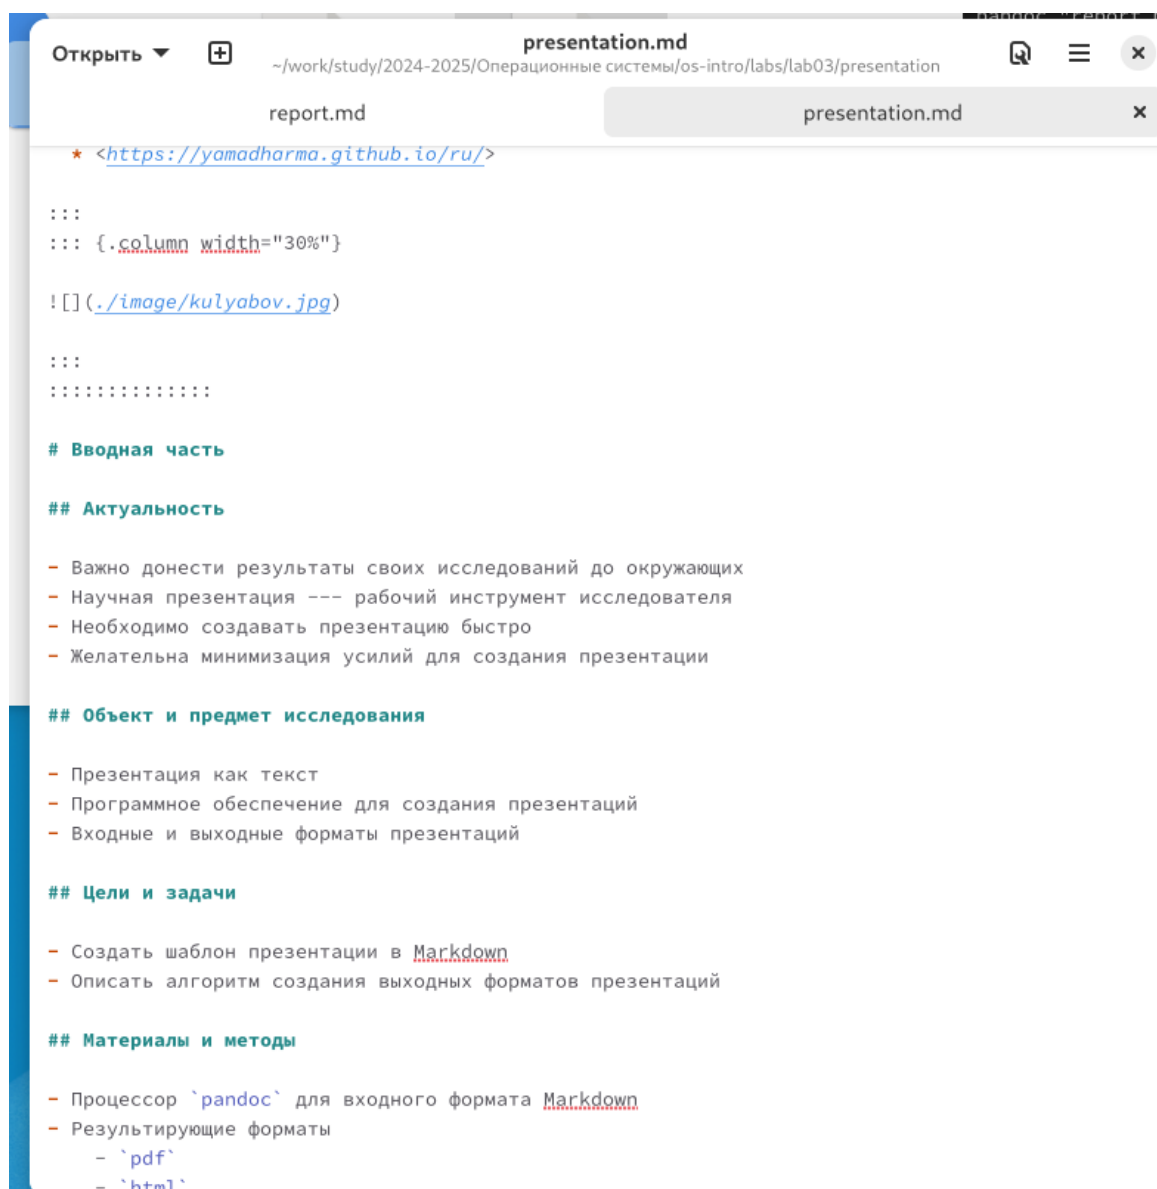 pandoc "report
Открыть
presentation.md
~/work/study/2024-2025/Операционные системы/os-intro/labs/lab03/presentation
report.md
presentation.md
* <https://yamadharma.github.io/ru/>
:::
::: {.column width="30%"}
![](./image/kulyabov.jpg)
:::
::::::::::::::
# Вводная часть
## Актуальность
- Важно донести результаты своих исследований до окружающих
- Научная презентация --- рабочий инструмент исследователя
- Необходимо создавать презентацию быстро
- Желательна минимизация усилий для создания презентации
## Объект и предмет исследования
- Презентация как текст
- Программное обеспечение для создания презентаций
- Входные и выходные форматы презентаций
## Цели и задачи
- Создать шаблон презентации в Markdown
- Описать алгоритм создания выходных форматов презентаций
## Материалы и методы
- Процессор `pandoc` для входного формата Markdown
- Результирующие форматы
- `pdf`
- `html`